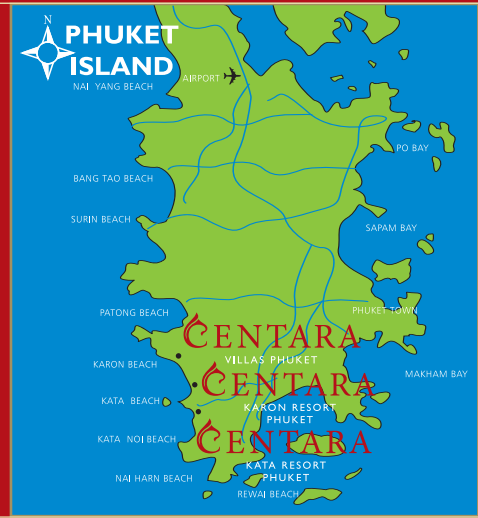 N
PHUKET
ISLAND
AIRPORT
NAI YANG BEACH
PO BAY
BANG TAO BEACH
SURIN BEACH
SAPAM BAY
PATONG BEACH
PHUKET TOWN
CENTARA
VILLAS PHUKET
KARON BEACH
MAKHAM BAY
CENTARA
KARON RESORT
PHUKET
KATA BEACH
CENTARA
KATA NOI BEACH
KATA RESORT
PHUKET
NAI HARN BEACH
REWAI BEACH